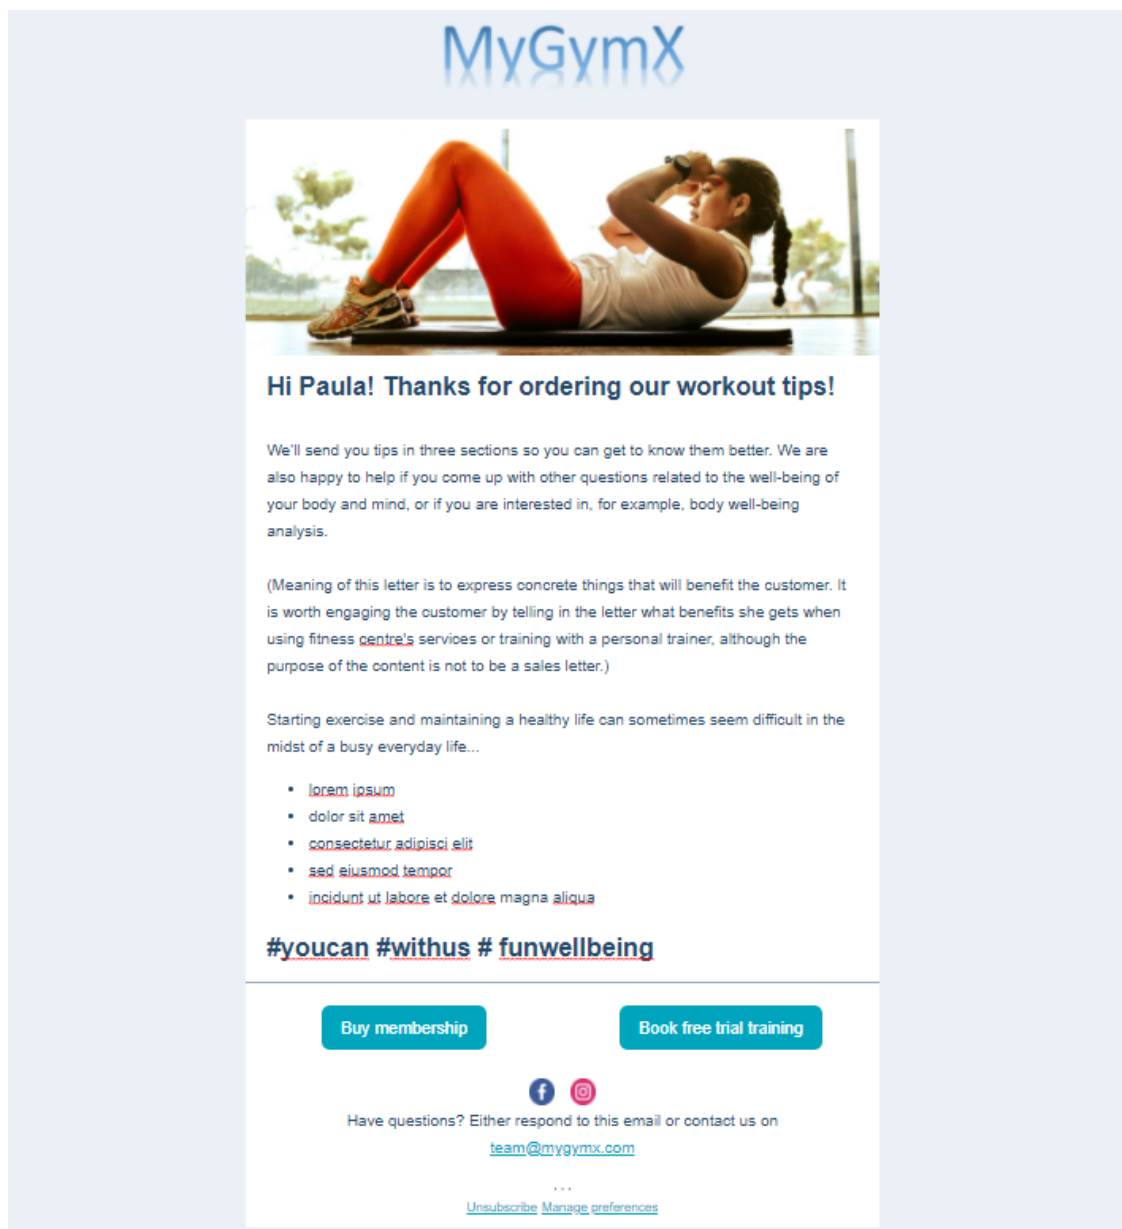 MyGymX
Hi Paula! Thanks for ordering our workout tips!
We'll send you tips in three sections so you can get to know them better. We are
also happy to help if you come up with other questions related to the well-being of
your body and mind, or if you are interested in, for example, body well-being
analysis.
(Meaning of this letter is to express concrete things that will benefit the customer. It
is worth engaging the customer by telling in the letter what benefits she gets when
using fitness centre's services or training with a personal trainer, although the
purpose of the content is not to be a sales letter.)
Starting exercise and maintaining a healthy life can sometimes seem difficult in the
midst of a busy everyday life...
• lorem ipsum
• dolor sit amet
• consectetur adipisci elit
• sed eiusmod tempor
• incidunt ut labore et dolore magna aliqua
#youcan #withus # funwellbeing
Buy membership Book free trial training
Have questions? Either respond to this email or contact us on
team@mygymx.com
...
Unsubscribe Manage preferences